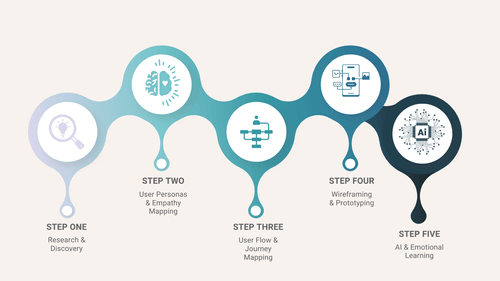 STEP ONE
Research &
Discovery
STEP TWO
User Personas
& Empathy
Mapping
STEP THREE
User Flow &
Journey
Mapping
STEP FOUR
Wireframing
& Prototyping
Ai
STEP FIVE
AI & Emotional
Learning